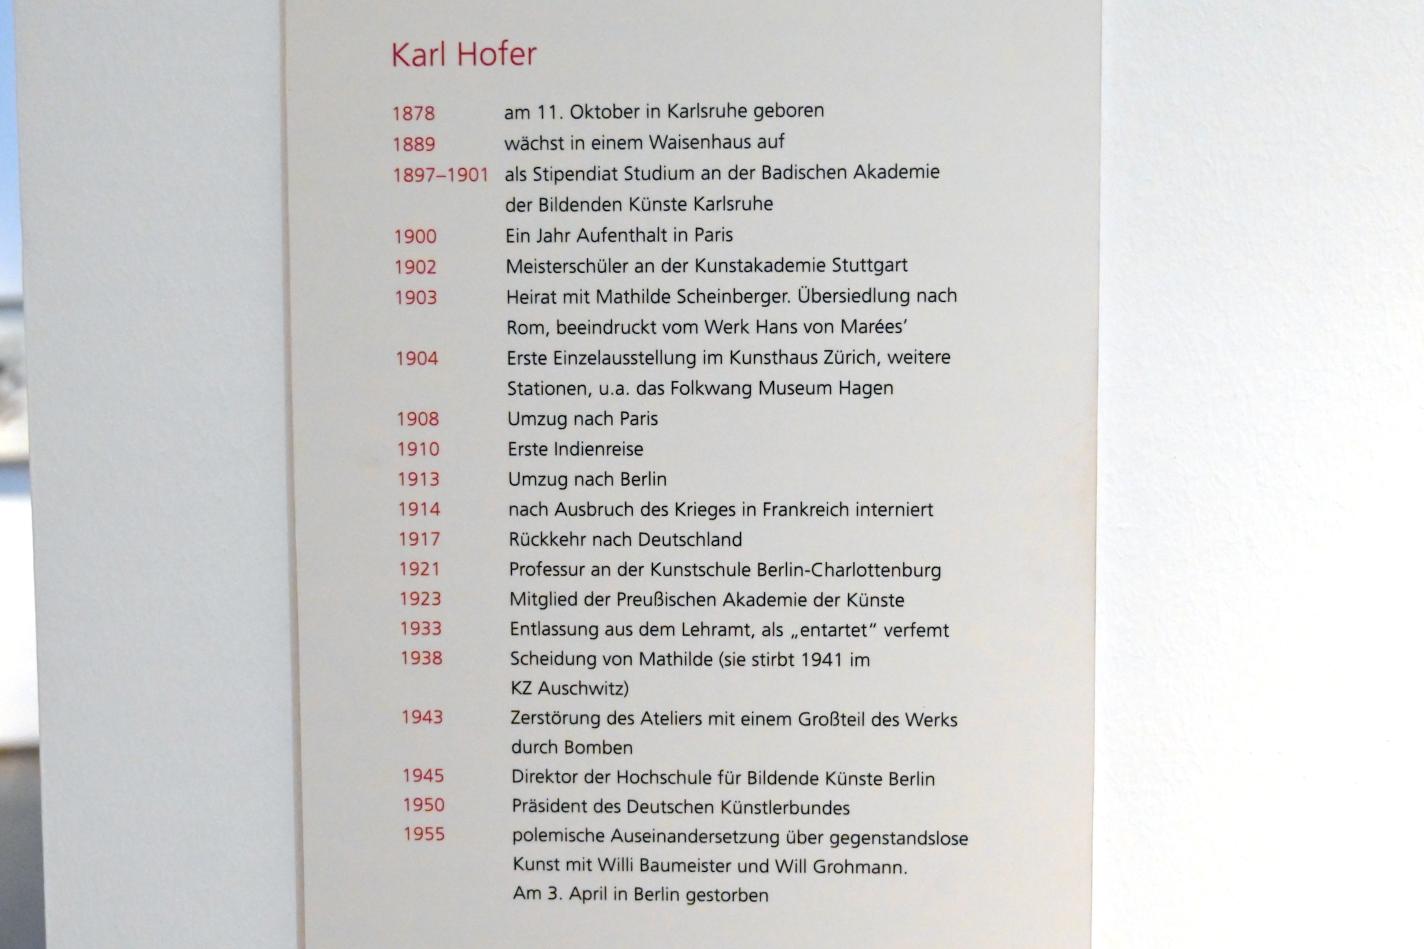 Karl Hofer
1878 am 11. Oktober in Karlsruhe geboren
1889 wächst in einem Waisenhaus auf
1897–1901 als Stipendiat Studium an der Badischen Akademie
der Bildenden Künste Karlsruhe
1900 Ein Jahr Aufenthalt in Paris
1902 Meisterschüler an der Kunstakademie Stuttgart
1903 Heirat mit Mathilde Scheinberger. Übersiedlung nach
Rom, beeindruckt vom Werk Hans von Marées’
1904 Erste Einzelausstellung im Kunsthaus Zürich, weitere
Stationen, u.a. das Folkwang Museum Hagen
1908 Umzug nach Paris
1910 Erste Indienreise
1913 Umzug nach Berlin
1914 nach Ausbruch des Krieges in Frankreich interniert
1917 Rückkehr nach Deutschland
1921 Professur an der Kunstschule Berlin-Charlottenburg
1923 Mitglied der Preußischen Akademie der Künste
1933 Entlassung aus dem Lehramt, als „entartet“ verfemt
1938 Scheidung von Mathilde (sie stirbt 1941 im
KZ Auschwitz)
1943 Zerstörung des Ateliers mit einem Großteil des Werks
durch Bomben
1945 Direktor der Hochschule für Bildende Künste Berlin
1950 Präsident des Deutschen Künstlerbundes
1955 polemische Auseinandersetzung über gegenstandslose
Kunst mit Willi Baumeister und Will Grohmann.
Am 3. April in Berlin gestorben